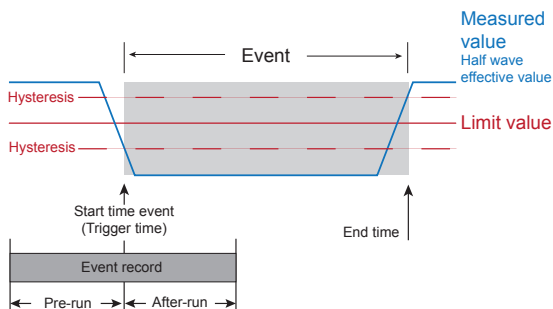 Measured
value
Half wave
effective value
Event
Hysteresis
Limit value
Hysteresis
Start time event
(Trigger time)
End time
Event record
Pre-run
After-run